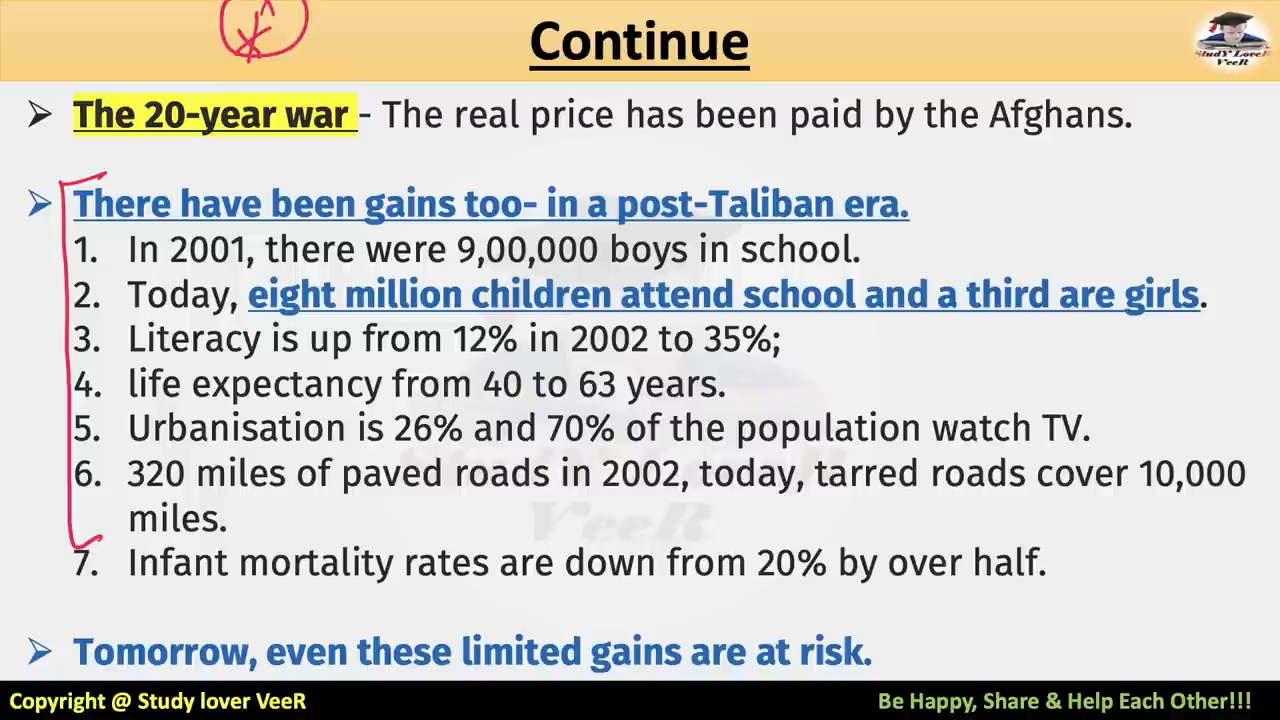 Continue
StudY LoveR
VeeR
➢ The 20-year war - The real price has been paid by the Afghans.
➢ There have been gains too- in a post-Taliban era.
1. In 2001, there were 9,00,000 boys in school.
2. Today, eight million children attend school and a third are girls.
3. Literacy is up from 12% in 2002 to 35%;
4. life expectancy from 40 to 63 years.
5. Urbanisation is 26% and 70% of the population watch TV.
6. 320 miles of paved roads in 2002, today, tarred roads cover 10,000
miles.
7. Infant mortality rates are down from 20% by over half.
➢ Tomorrow, even these limited gains are at risk.
StudY LoveR
VeeR
Copyright @ Study lover VeeR
Be Happy, Share & Help Each Other!!!